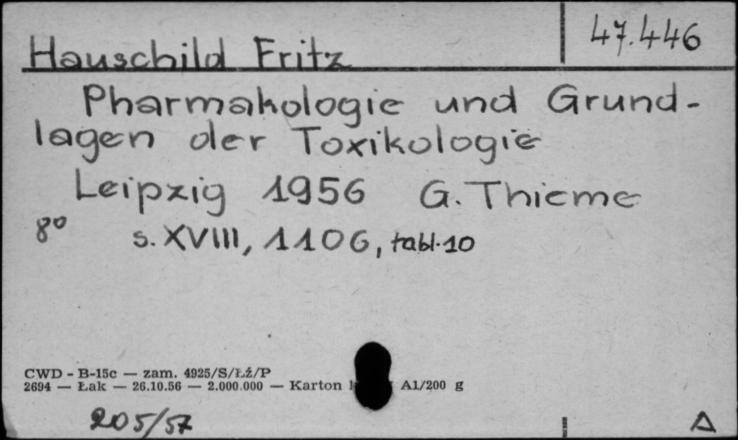 Hauschild Fritz
47.446
Pharmakologie und Grund-
lagen der Toxikologie
Leipzig 1956 G. Thieme
8⁰ s. XVIII, 1106, tabl. 10
CWD - B-15c — zam. 4925/S/Łż/P
2694 — Łak — 26.10.56 — 2.000.000 — Karton A1/200 g
205/57
A